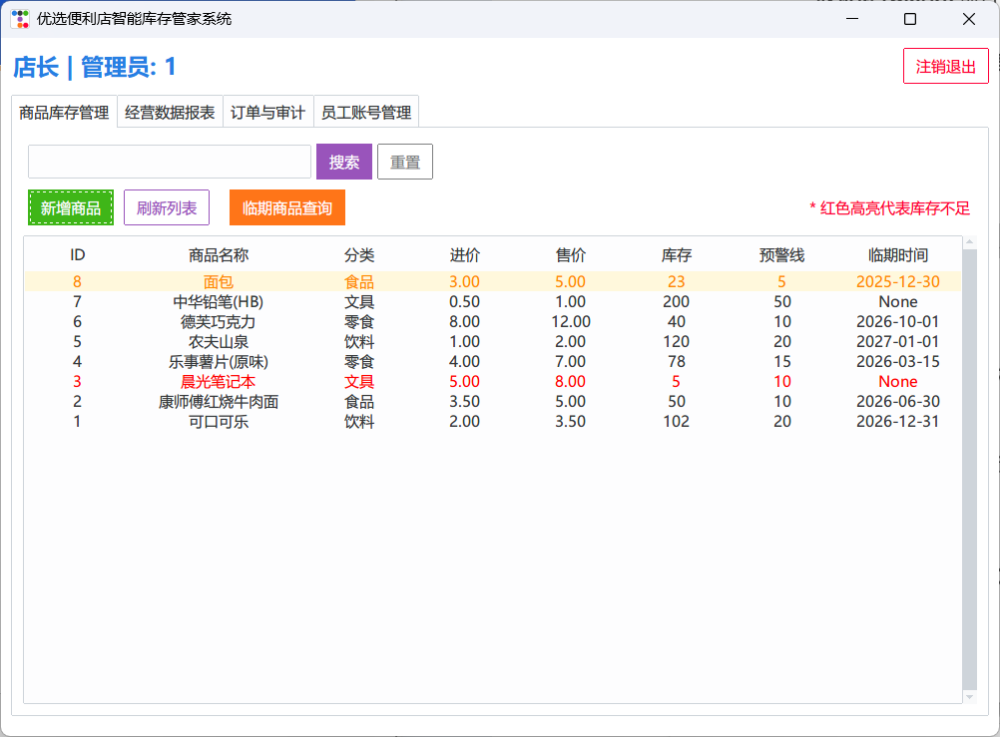 优选便利店智能库存管家系统
店长 | 管理员: 1
注销退出
商品库存管理 经营数据报表 订单与审计 员工账号管理
搜索 重置
新增商品 刷新列表 临期商品查询 * 红色高亮代表库存不足
ID 商品名称 分类 进价 售价 库存 预警线 临期时间
8 面包 食品 3.00 5.00 23 5 2025-12-30
7 中华铅笔(HB) 文具 0.50 1.00 200 50 None
6 德芙巧克力 零食 8.00 12.00 40 10 2026-10-01
5 农夫山泉 饮料 1.00 2.00 120 20 2027-01-01
4 乐事薯片(原味) 零食 4.00 7.00 78 15 2026-03-15
3 晨光笔记本 文具 5.00 8.00 5 10 None
2 康师傅红烧牛肉面 食品 3.50 5.00 50 10 2026-06-30
1 可口可乐 饮料 2.00 3.50 102 20 2026-12-31